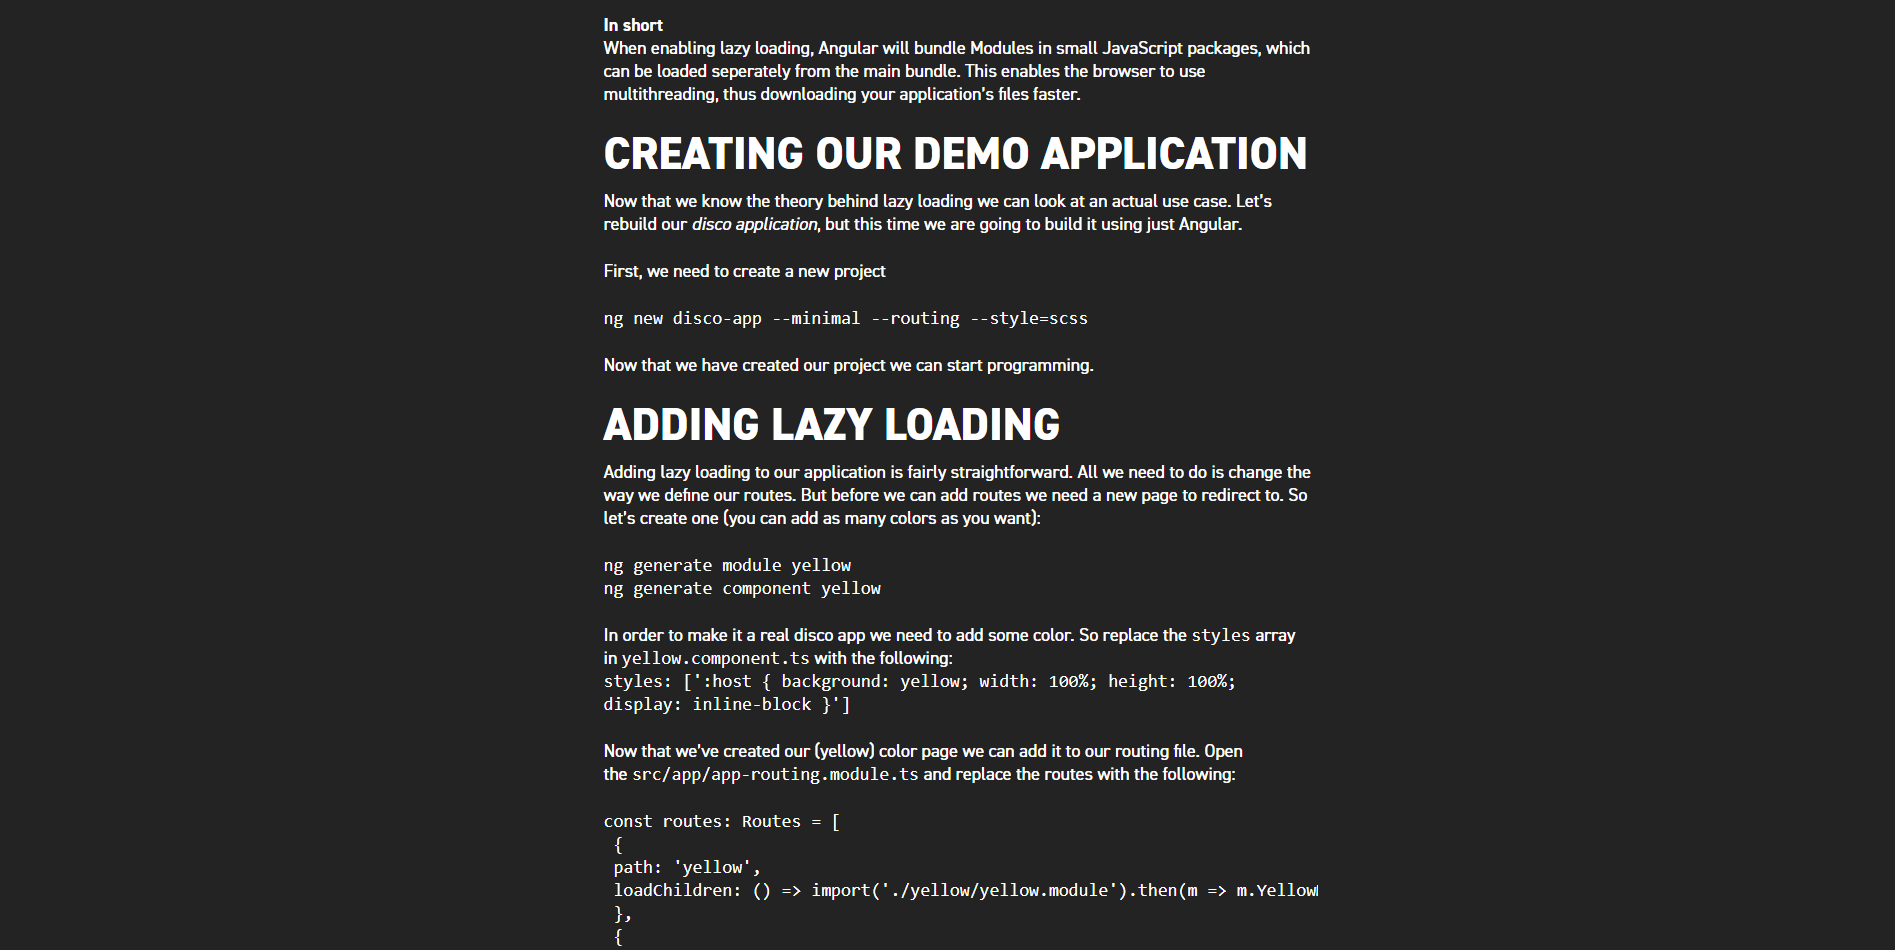 In short
When enabling lazy loading, Angular will bundle Modules in small JavaScript packages, which
can be loaded seperately from the main bundle. This enables the browser to use
multithreading, thus downloading your application's files faster.
CREATING OUR DEMO APPLICATION
Now that we know the theory behind lazy loading we can look at an actual use case. Let's
rebuild our disco application, but this time we are going to build it using just Angular.
First, we need to create a new project
ng new disco-app --minimal --routing --style=scss
Now that we have created our project we can start programming.
ADDING LAZY LOADING
Adding lazy loading to our application is fairly straightforward. All we need to do is change the
way we define our routes. But before we can add routes we need a new page to redirect to. So
let's create one (you can add as many colors as you want):
ng generate module yellow
ng generate component yellow
In order to make it a real disco app we need to add some color. So replace the styles array
in yellow.component.ts with the following:
styles: [':host { background: yellow; width: 100%; height: 100%;
display: inline-block }']
Now that we've created our (yellow) color page we can add it to our routing file. Open
the src/app/app-routing.module.ts and replace the routes with the following:
const routes: Routes = [
{
path: 'yellow',
loadChildren: () => import('./yellow/yellow.module').then(m => m.Yellow
},
{